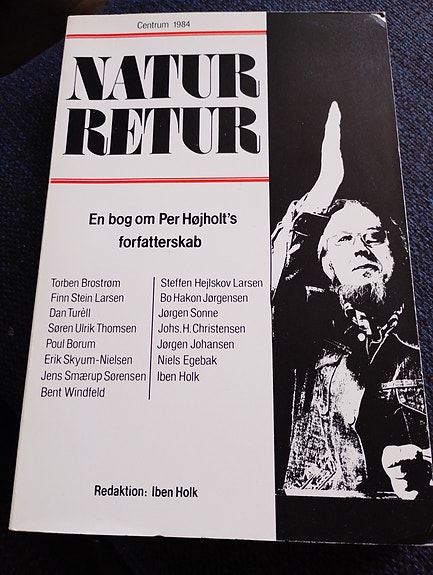 Centrum 1984
NATUR
RETUR
En bog om Per Højholt's
forfatterskab
Torben Brostrøm
Finn Stein Larsen
Dan Turèll
Søren Ulrik Thomsen
Poul Borum
Erik Skyum-Nielsen
Jens Smærup Sørensen
Bent Windfeld
Steffen Hejlskov Larsen
Bo Hakon Jørgensen
Jørgen Sonne
Johs. H. Christensen
Jørgen Johansen
Niels Egebak
Iben Holk
Redaktion: Iben Holk